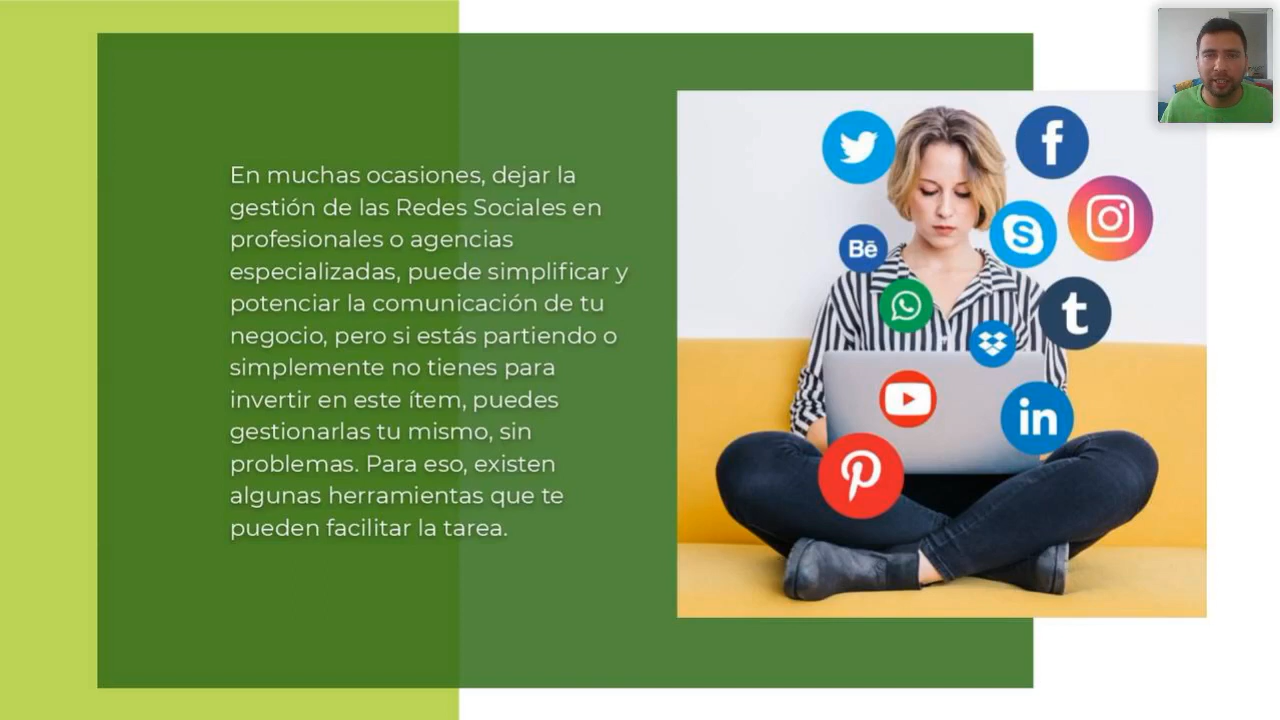 En muchas ocasiones, dejar la
gestión de las Redes Sociales en
profesionales o agencias
especializadas, puede simplificar y
potenciar la comunicación de tu
negocio, pero si estás partiendo o
simplemente no tienes para
invertir en este ítem, puedes
gestionarlas tu mismo, sin
problemas. Para eso, existen
algunas herramientas que te
pueden facilitar la tarea.
f
Bē
S
t
in